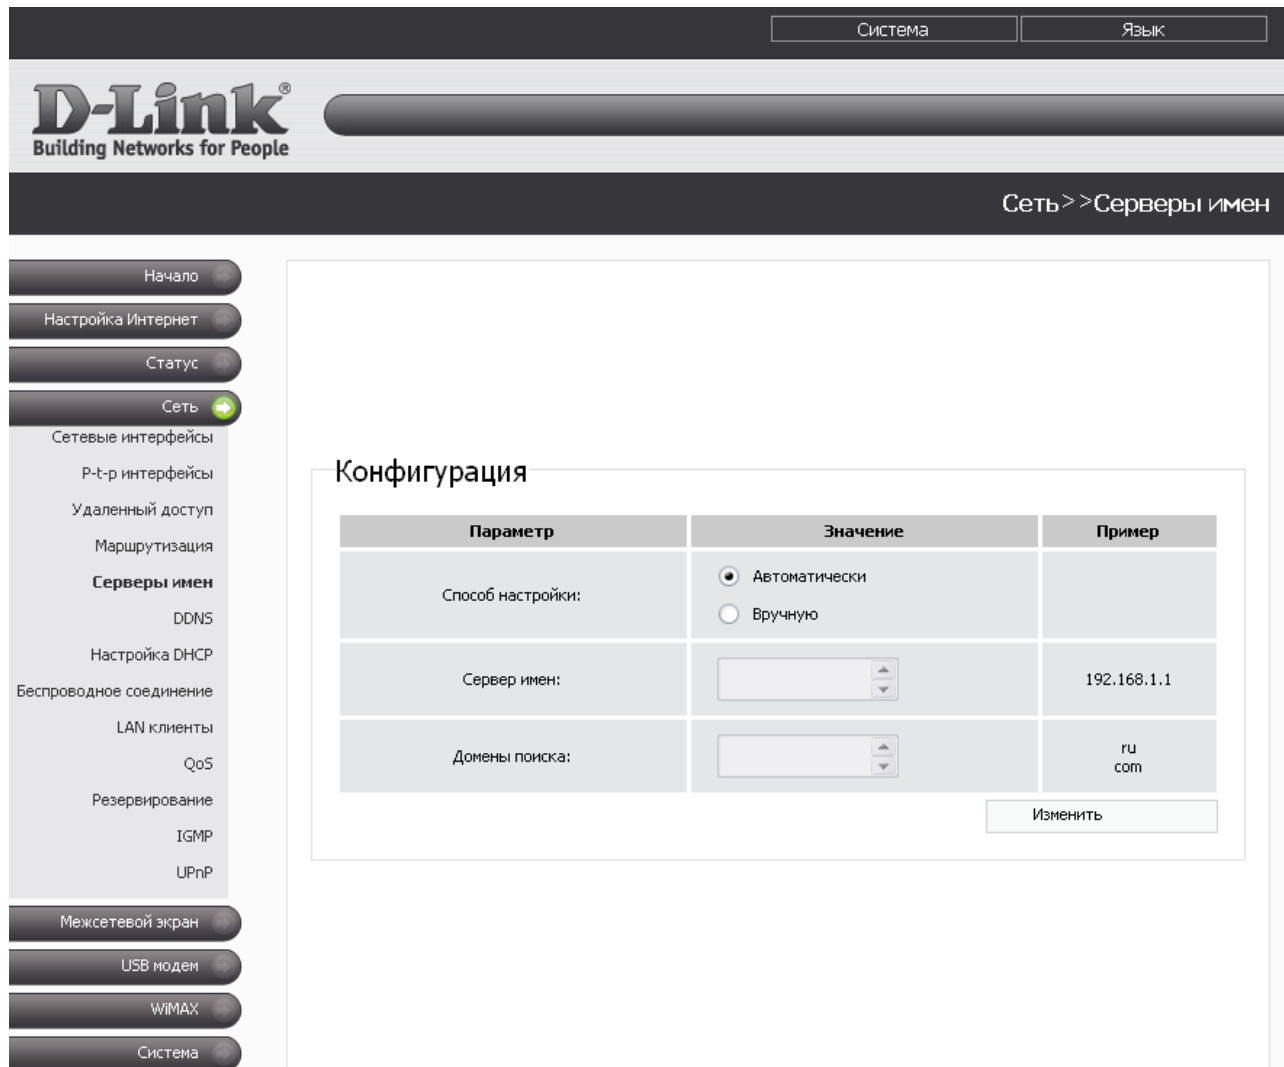 Система
Язык
D-Link®
Building Networks for People
Сеть>>Серверы имен
Начало
Настройка Интернет
Статус
Сеть
Сетевые интерфейсы
P-t-p интерфейсы
Удаленный доступ
Маршрутизация
Серверы имен
DDNS
Настройка DHCP
Беспроводное соединение
LAN клиенты
QoS
Резервирование
IGMP
UPnP
Межсетевой экран
USB модем
WiMAX
Система
Конфигурация
Параметр Значение Пример
Способ настройки:
Автоматически
Вручную
Сервер имен: 192.168.1.1
Домены поиска:
ru
com
Изменить